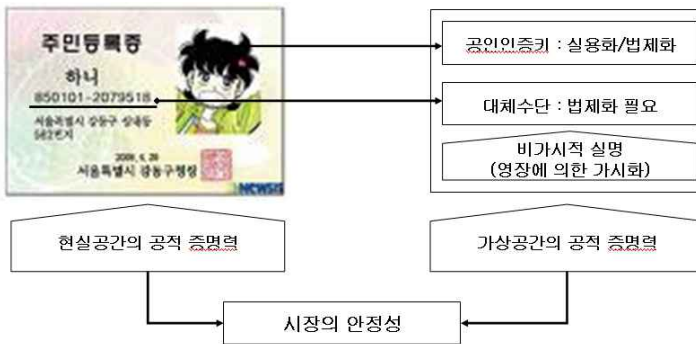 주민등록증
하니
850101-2079518
서울특별시 강동구 상일동
582번지
2009. 6. 28
서울특별시 강동구청장
NEWSIS
공인인증키 : 실용화/법제화
대체수단 : 법제화 필요
비가시적 실명
(영장에 의한 가시화)
현실공간의 공적 증명력
가상공간의 공적 증명력
시장의 안정성